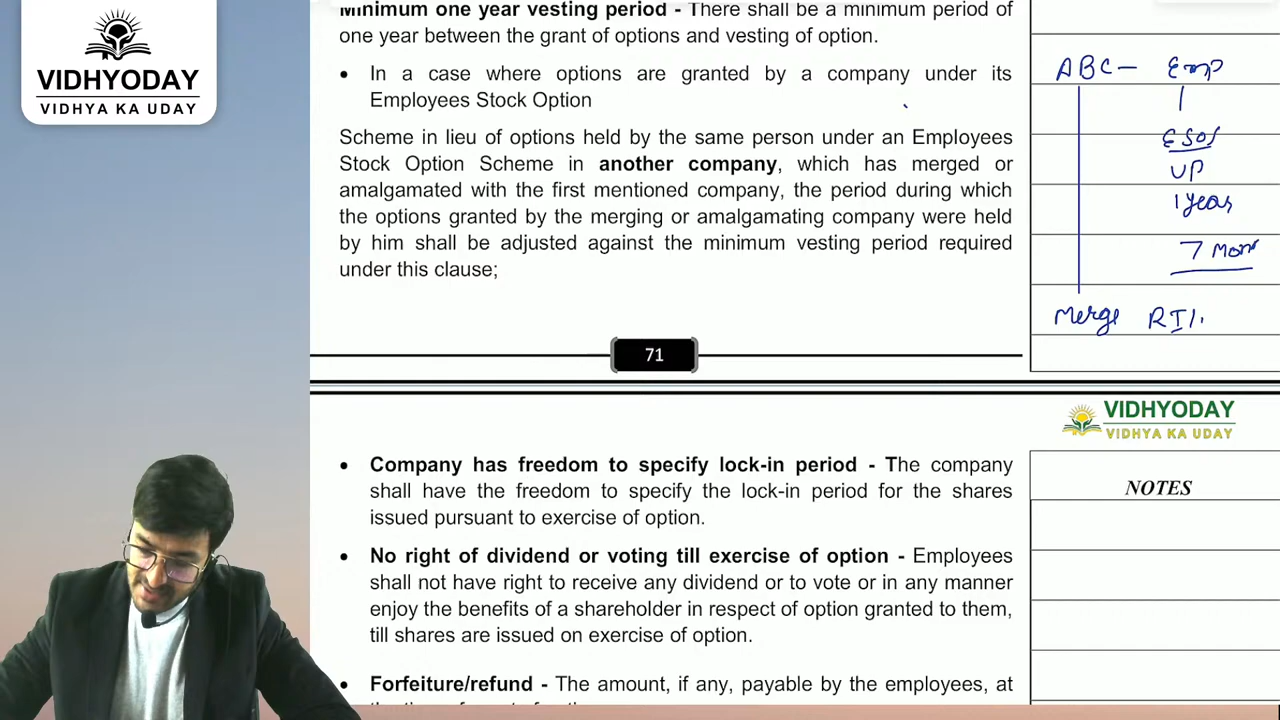 VIDHYODAY
VIDHYA KA UDAY
Minimum one year vesting period - There shall be a minimum period of
one year between the grant of options and vesting of option.
• In a case where options are granted by a company under its
Employees Stock Option
Scheme in lieu of options held by the same person under an Employees
Stock Option Scheme in another company, which has merged or
amalgamated with the first mentioned company, the period during which
the options granted by the merging or amalgamating company were held
by him shall be adjusted against the minimum vesting period required
under this clause;
ABC - Emp
ESOS
VP
1 year
7 Mon
Merge RIL
71
VIDHYODAY
VIDHYA KA UDAY
• Company has freedom to specify lock-in period - The company
shall have the freedom to specify the lock-in period for the shares
issued pursuant to exercise of option.
• No right of dividend or voting till exercise of option - Employees
shall not have right to receive any dividend or to vote or in any manner
enjoy the benefits of a shareholder in respect of option granted to them,
till shares are issued on exercise of option.
• Forfeiture/refund - The amount, if any, payable by the employees, at
NOTES